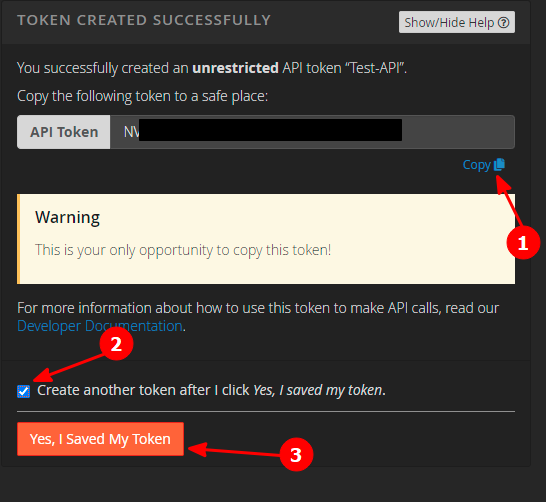 TOKEN CREATED SUCCESSFULLY
Show/Hide Help
You successfully created an unrestricted API token “Test-API”.
Copy the following token to a safe place:
API Token NV
Copy
1
Warning
This is your only opportunity to copy this token!
For more information about how to use this token to make API calls, read our
Developer Documentation.
2
Create another token after I click Yes, I saved my token.
Yes, I Saved My Token
3